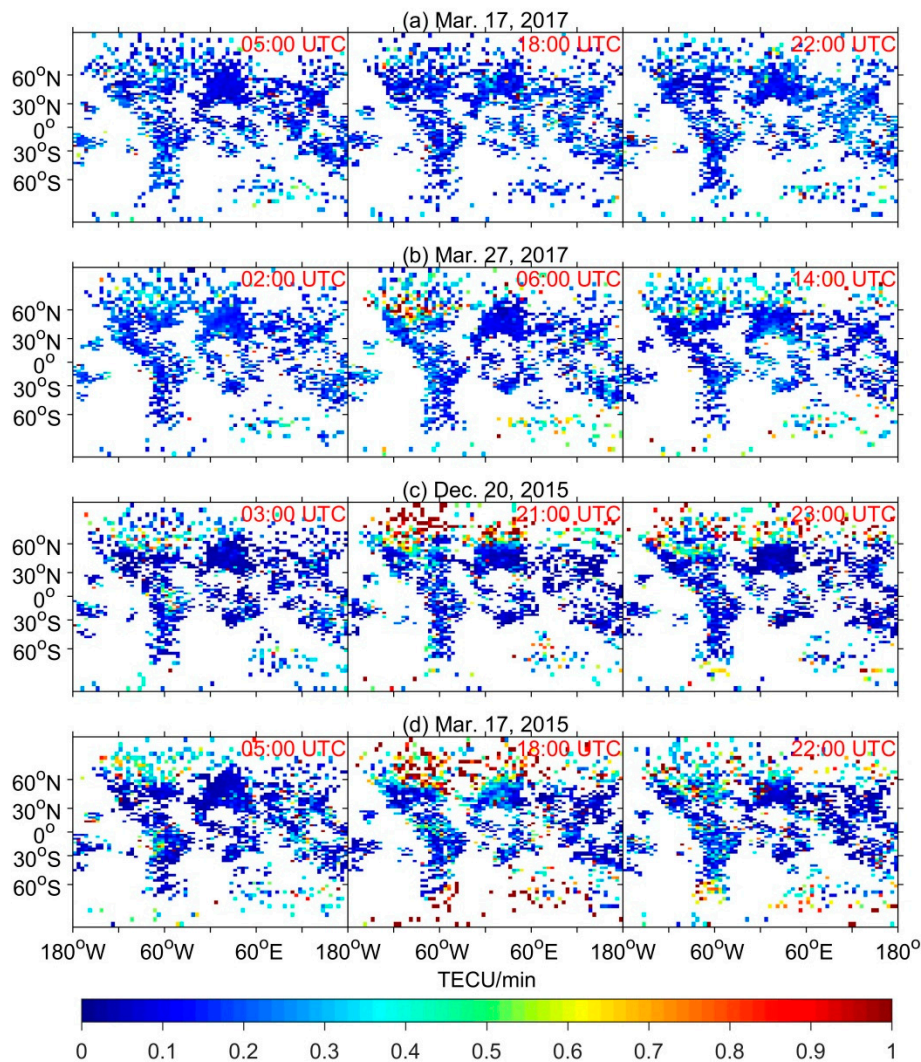 (a) Mar. 17, 2017
05:00 UTC 18:00 UTC 22:00 UTC
60°N
30°N
0°
30°S
60°S
(b) Mar. 27, 2017
02:00 UTC 06:00 UTC 14:00 UTC
60°N
30°N
0°
30°S
60°S
(c) Dec. 20, 2015
03:00 UTC 21:00 UTC 23:00 UTC
60°N
30°N
0°
30°S
60°S
(d) Mar. 17, 2015
05:00 UTC 18:00 UTC 22:00 UTC
60°N
30°N
0°
30°S
60°S
180°W 60°W 60°E 180°W 60°W 60°E 180°W 60°W 60°E 180°
TECU/min
0 0.1 0.2 0.3 0.4 0.5 0.6 0.7 0.8 0.9 1